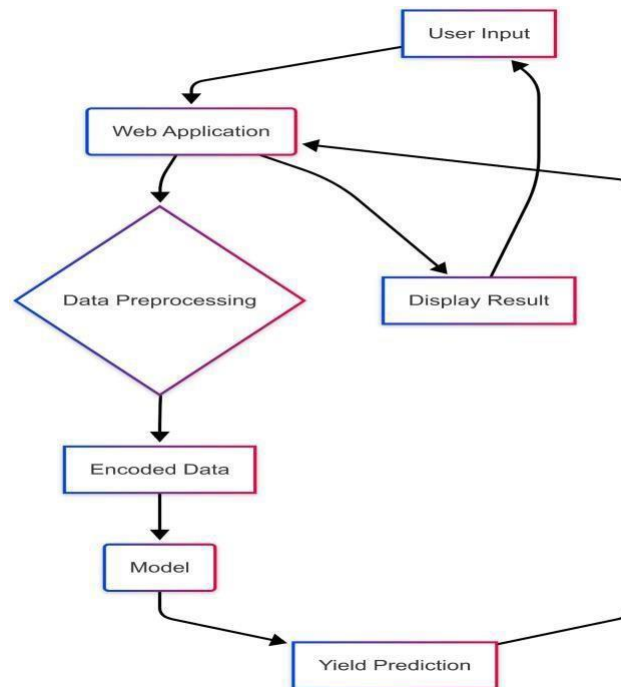 User Input
Web Application
Data Preprocessing
Display Result
Encoded Data
Model
Yield Prediction